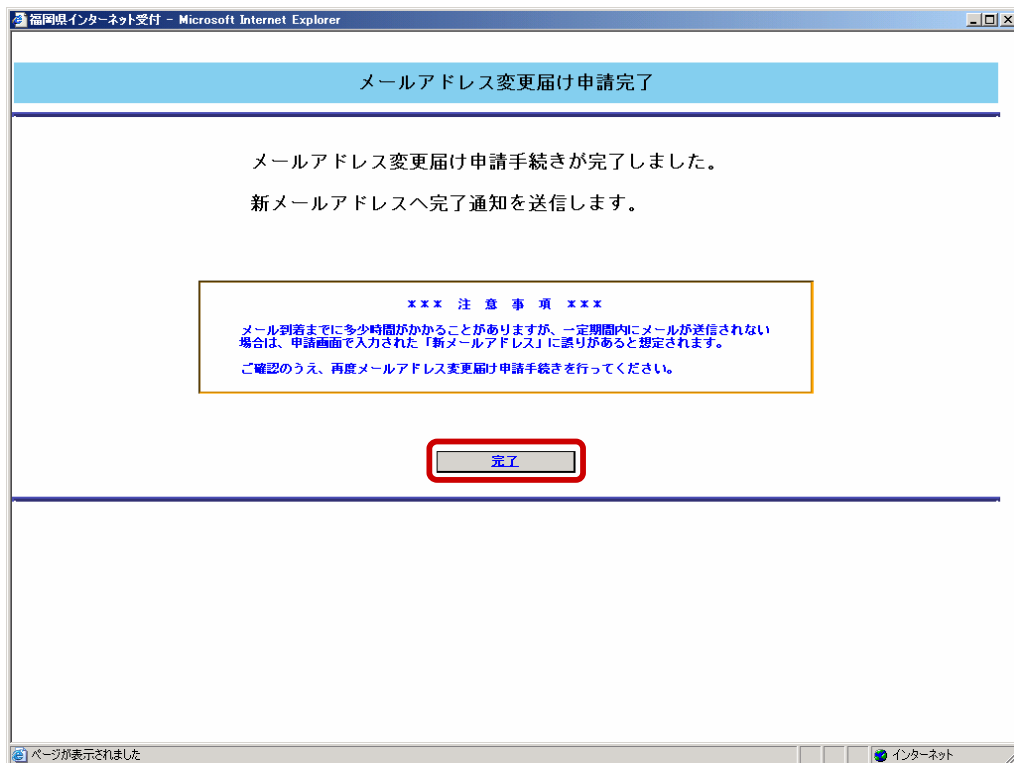 福岡県インターネット受付 - Microsoft Internet Explorer
メールアドレス変更届け申請完了
メールアドレス変更届け申請手続きが完了しました。
新メールアドレスへ完了通知を送信します。
*** 注 意 事 項 ***
メール到着までに多少時間がかかることがありますが、一定期間内にメールが送信されない
場合は、申請画面で入力された「新メールアドレス」に誤りがあると想定されます。
ご確認のうえ、再度メールアドレス変更届け申請手続きを行ってください。
完了
ページが表示されました
インターネット